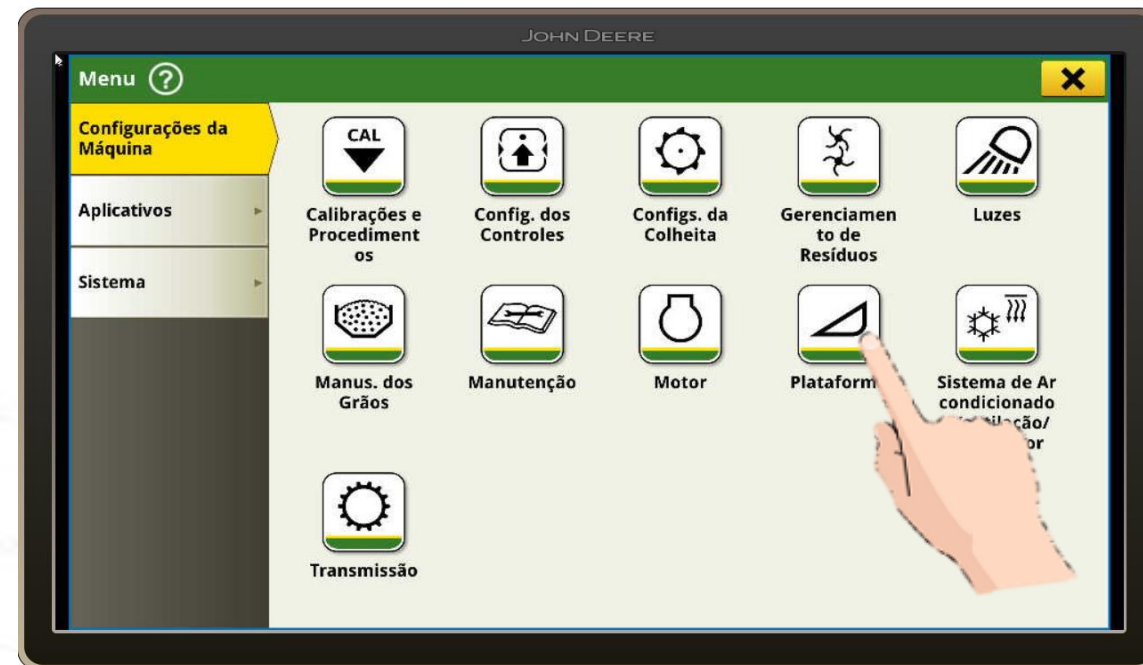 JOHN DEERE
Menu ?
Configurações da
Máquina
Aplicativos
Sistema
CAL
Calibrações e
Procediment
os
Config. dos
Controles
Configs. da
Colheita
Gerenciamen
to de
Resíduos
Luzes
Manus. dos
Grãos
Manutenção
Motor
Plataform
Sistema de Ar
condicionado
Transmissão